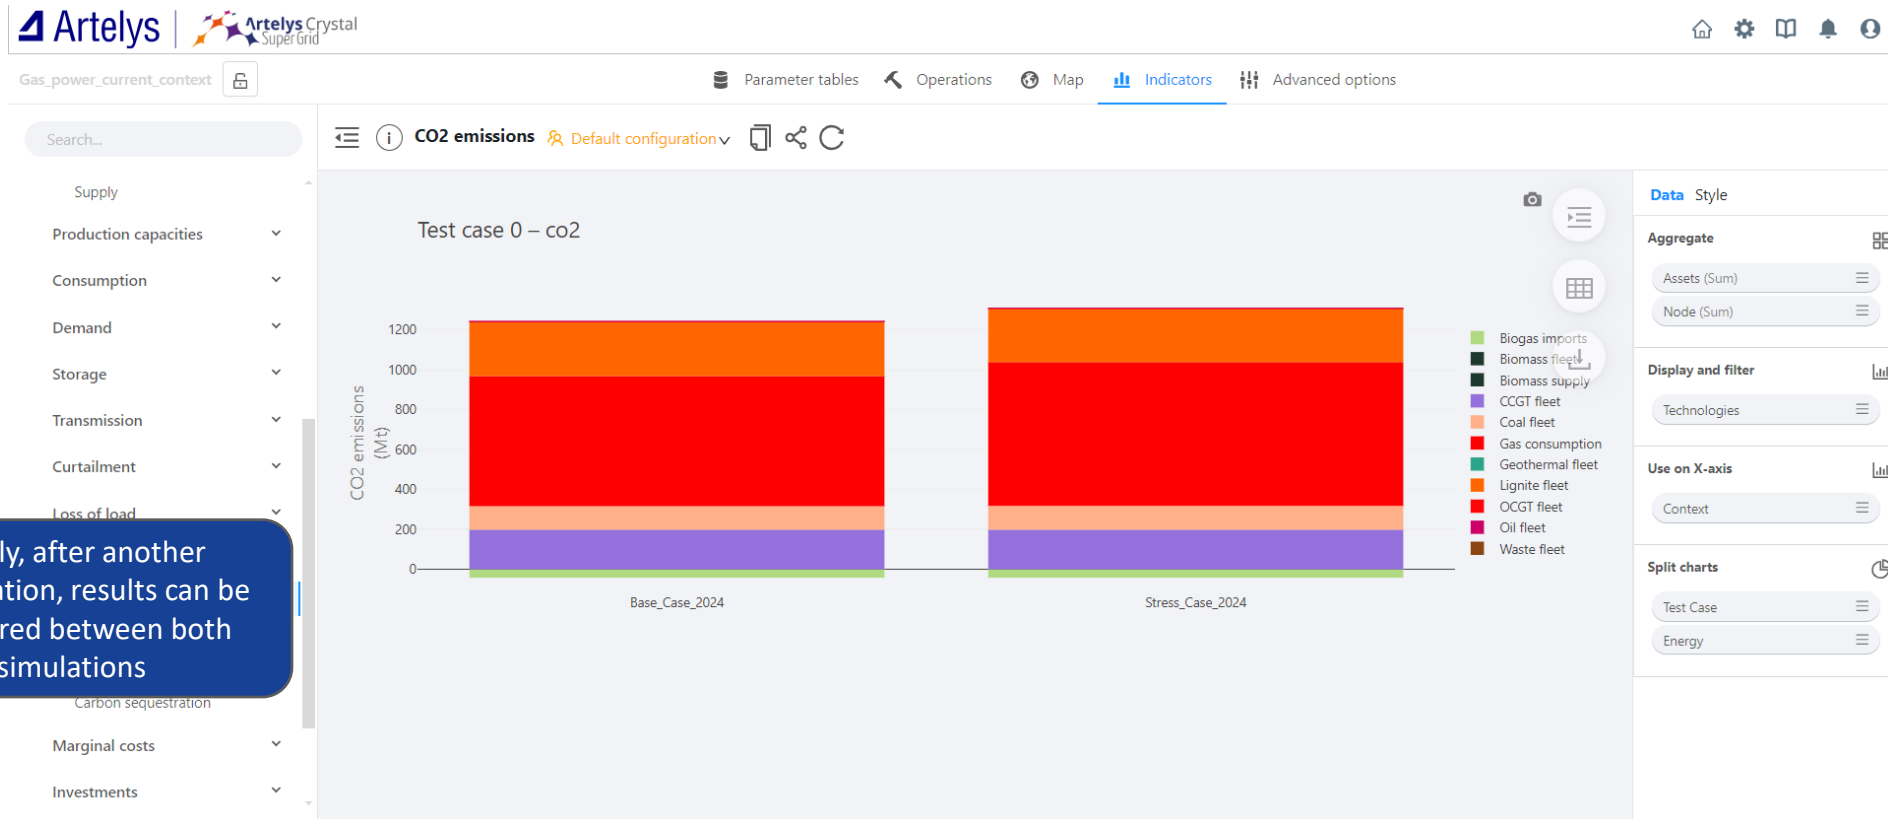 Artelys
Artelys Crystal
Super Grid
Gas_power_current_context
Parameter tables
Operations
Map
Indicators
Advanced options
Search...
CO2 emissions
Default configuration
Supply
Production capacities
Consumption
Demand
Storage
Transmission
Curtailment
Loss of load
ly, after another
ation, results can be
red between both
simulations
Carbon sequestration
Marginal costs
Investments
Test case 0 – co2
CO2 emissions
(Mt)
1200
1000
800
600
400
200
0
Base_Case_2024
Stress_Case_2024
Biogas imports
Biomass fleet
Biomass supply
CCGT fleet
Coal fleet
Gas consumption
Geothermal fleet
Lignite fleet
OCGT fleet
Oil fleet
Waste fleet
Data Style
Aggregate
Assets (Sum)
Node (Sum)
Display and filter
Technologies
Use on X-axis
Context
Split charts
Test Case
Energy